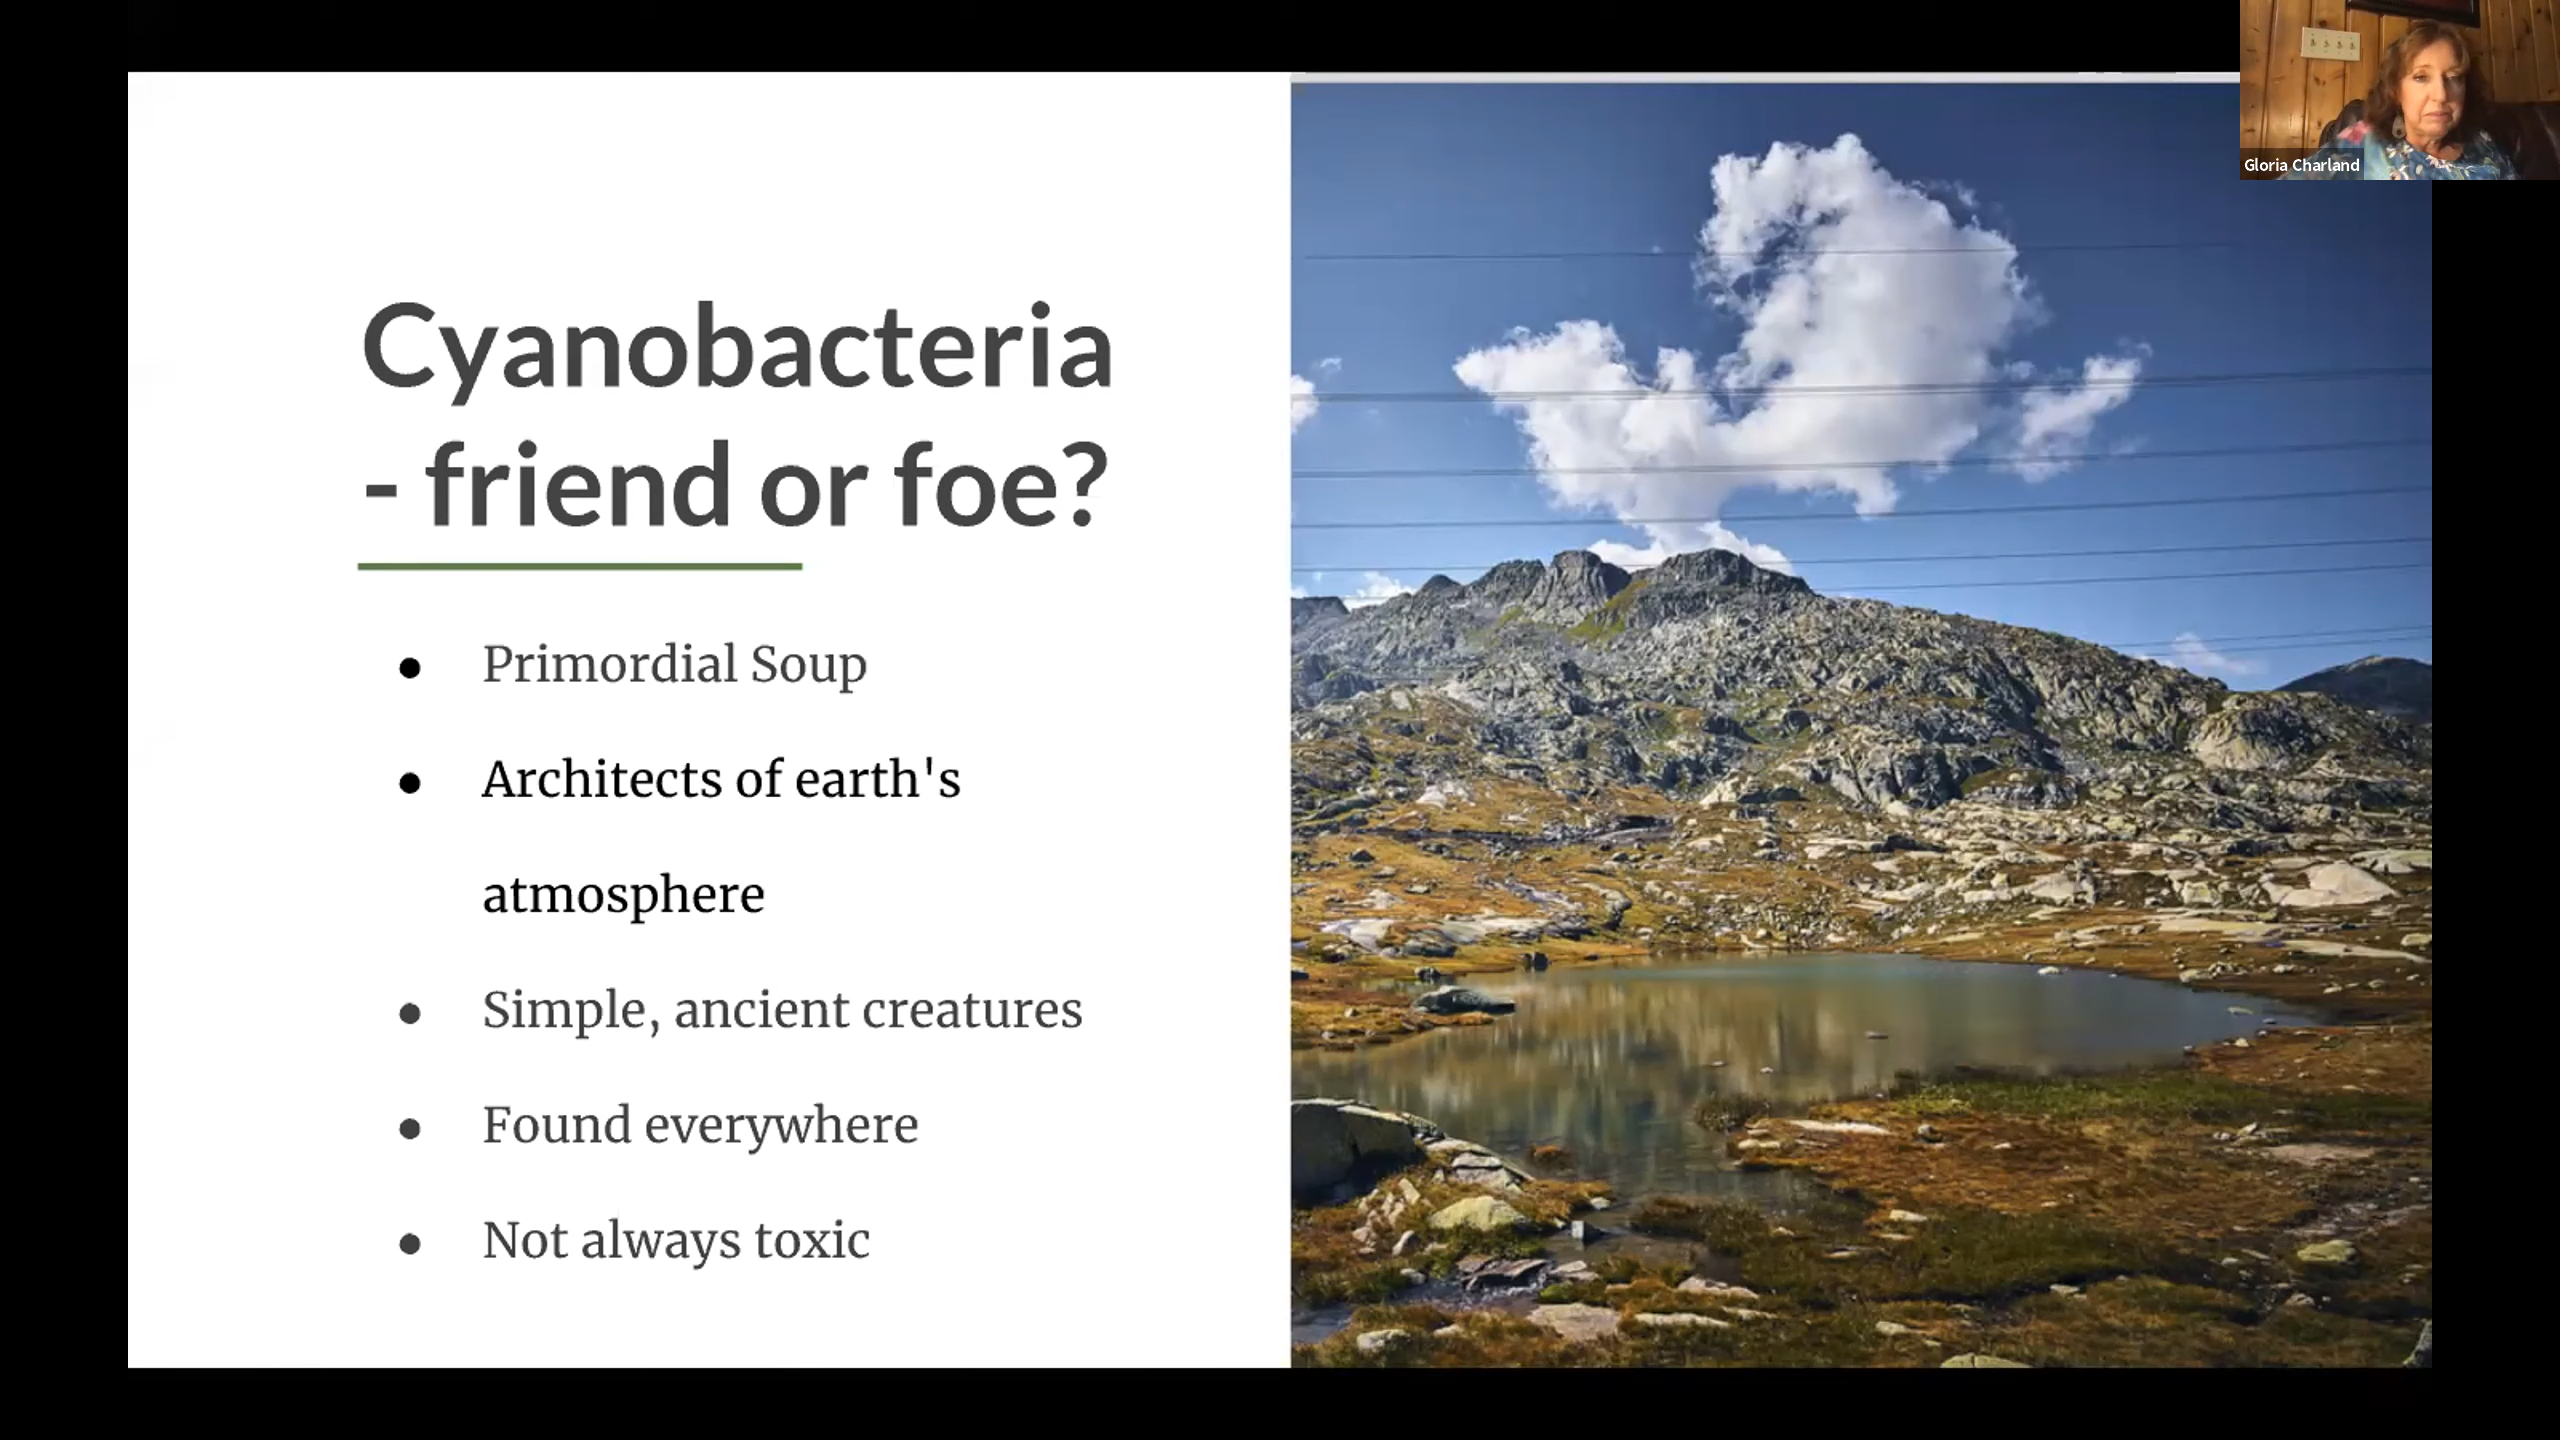 Cyanobacteria
- friend or foe?
● Primordial Soup
● Architects of earth's
atmosphere
● Simple, ancient creatures
● Found everywhere
● Not always toxic
Gloria Charland